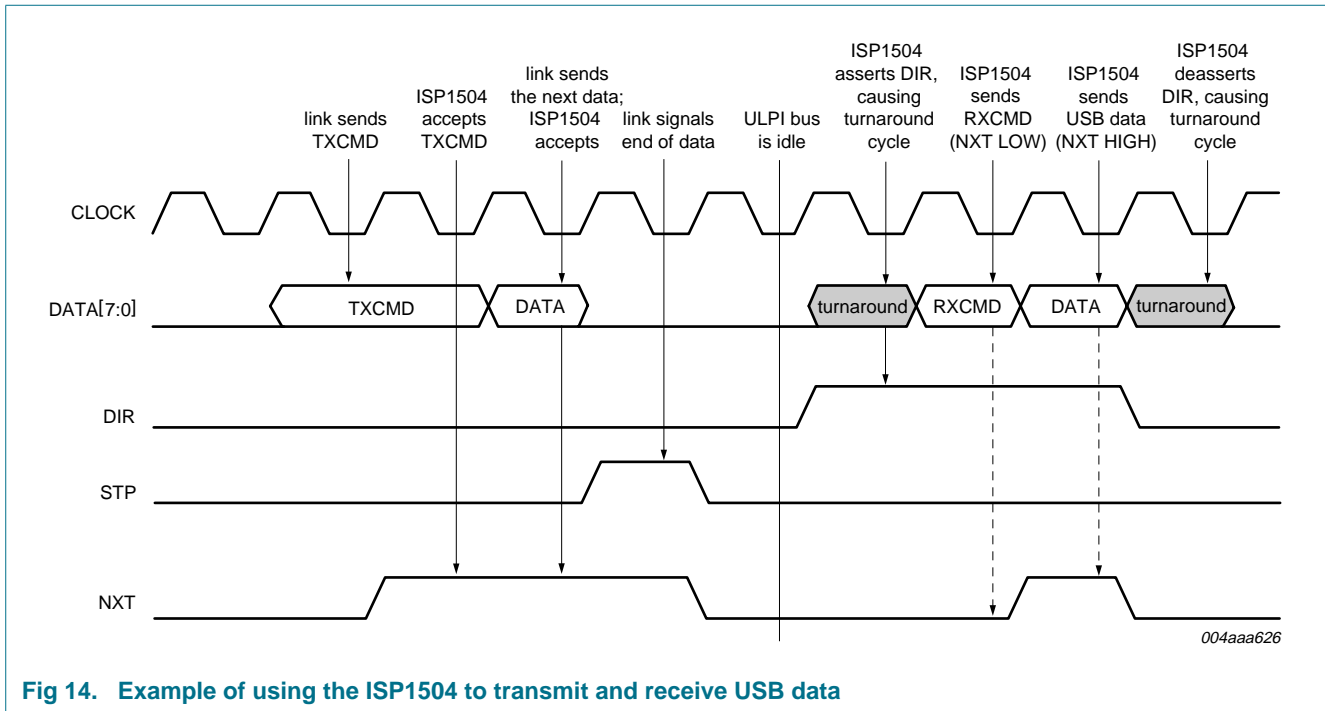 link sends
TXCMD
ISP1504
accepts
TXCMD
link sends
the next data;
ISP1504
accepts
link signals
end of data
ULPI bus
is idle
ISP1504
asserts DIR,
causing
turnaround
cycle
ISP1504
sends
RXCMD
(NXT LOW)
ISP1504
sends
USB data
(NXT HIGH)
ISP1504
deasserts
DIR, causing
turnaround
cycle
CLOCK
DATA[7:0]
TXCMD
DATA
turnaround
RXCMD
DATA
turnaround
DIR
STP
NXT
004aaa626
Fig 14. Example of using the ISP1504 to transmit and receive USB data